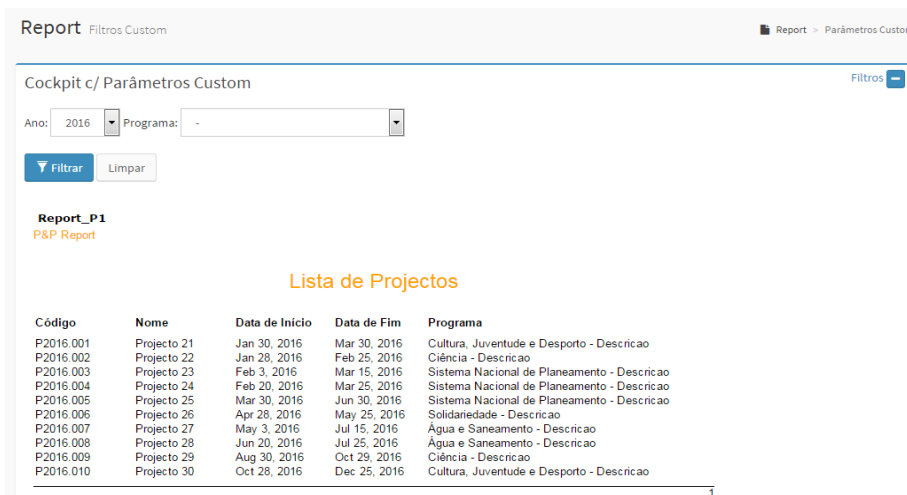 Report Filtros Custom
Report > Parâmetros Custom
Cockpit c/ Parâmetros Custom
Filtros
Ano: 2016 Programa: -
Filtrar Limpar
Report_P1
P&P Report
Lista de Projectos
Código Nome Data de Início Data de Fim Programa
P2016.001 Projecto 21 Jan 30, 2016 Mar 30, 2016 Cultura, Juventude e Desporto - Descricao
P2016.002 Projecto 22 Jan 28, 2016 Feb 25, 2016 Ciência - Descricao
P2016.003 Projecto 23 Feb 3, 2016 Mar 15, 2016 Sistema Nacional de Planeamento - Descricao
P2016.004 Projecto 24 Feb 20, 2016 Mar 25, 2016 Sistema Nacional de Planeamento - Descricao
P2016.005 Projecto 25 Mar 30, 2016 Jun 30, 2016 Sistema Nacional de Planeamento - Descricao
P2016.006 Projecto 26 Apr 28, 2016 May 25, 2016 Solidariedade - Descricao
P2016.007 Projecto 27 May 3, 2016 Jul 15, 2016 Água e Saneamento - Descricao
P2016.008 Projecto 28 Jun 20, 2016 Jul 25, 2016 Água e Saneamento - Descricao
P2016.009 Projecto 29 Aug 30, 2016 Oct 29, 2016 Ciência - Descricao
P2016.010 Projecto 30 Oct 28, 2016 Dec 25, 2016 Cultura, Juventude e Desporto - Descricao
1